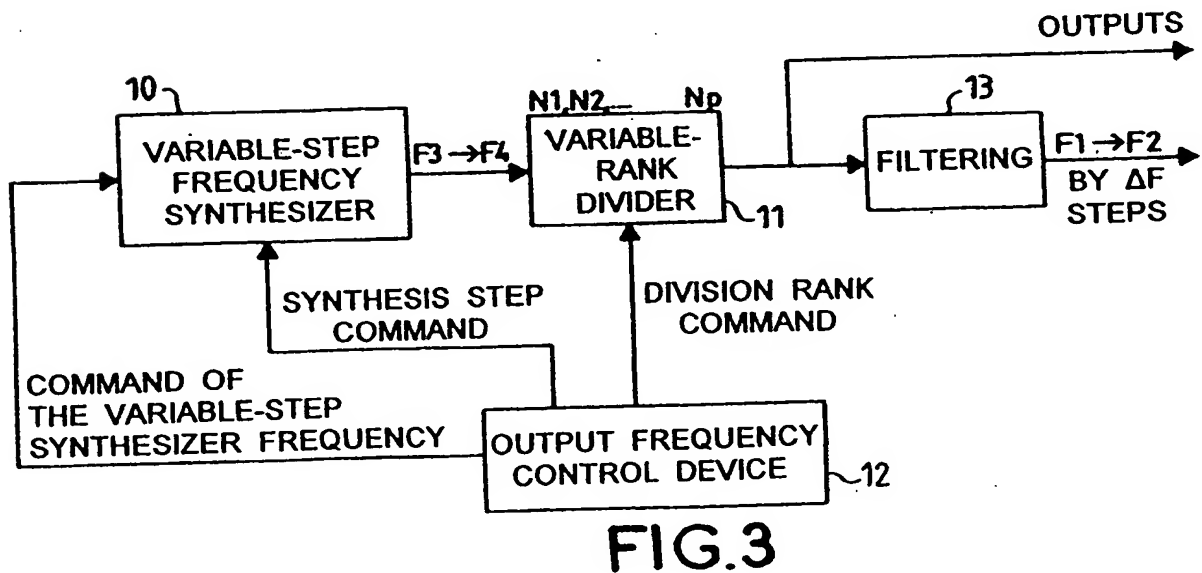 OUTPUTS
10
VARIABLE-STEP
FREQUENCY
SYNTHESIZER
F3→F4
N1,N2,... Np
VARIABLE-
RANK
DIVIDER
11
13
FILTERING
F1→F2
BY ΔF
STEPS
SYNTHESIS STEP
COMMAND
DIVISION RANK
COMMAND
COMMAND OF
THE VARIABLE-STEP
SYNTHESIZER FREQUENCY
OUTPUT FREQUENCY
CONTROL DEVICE
12
FIG.3